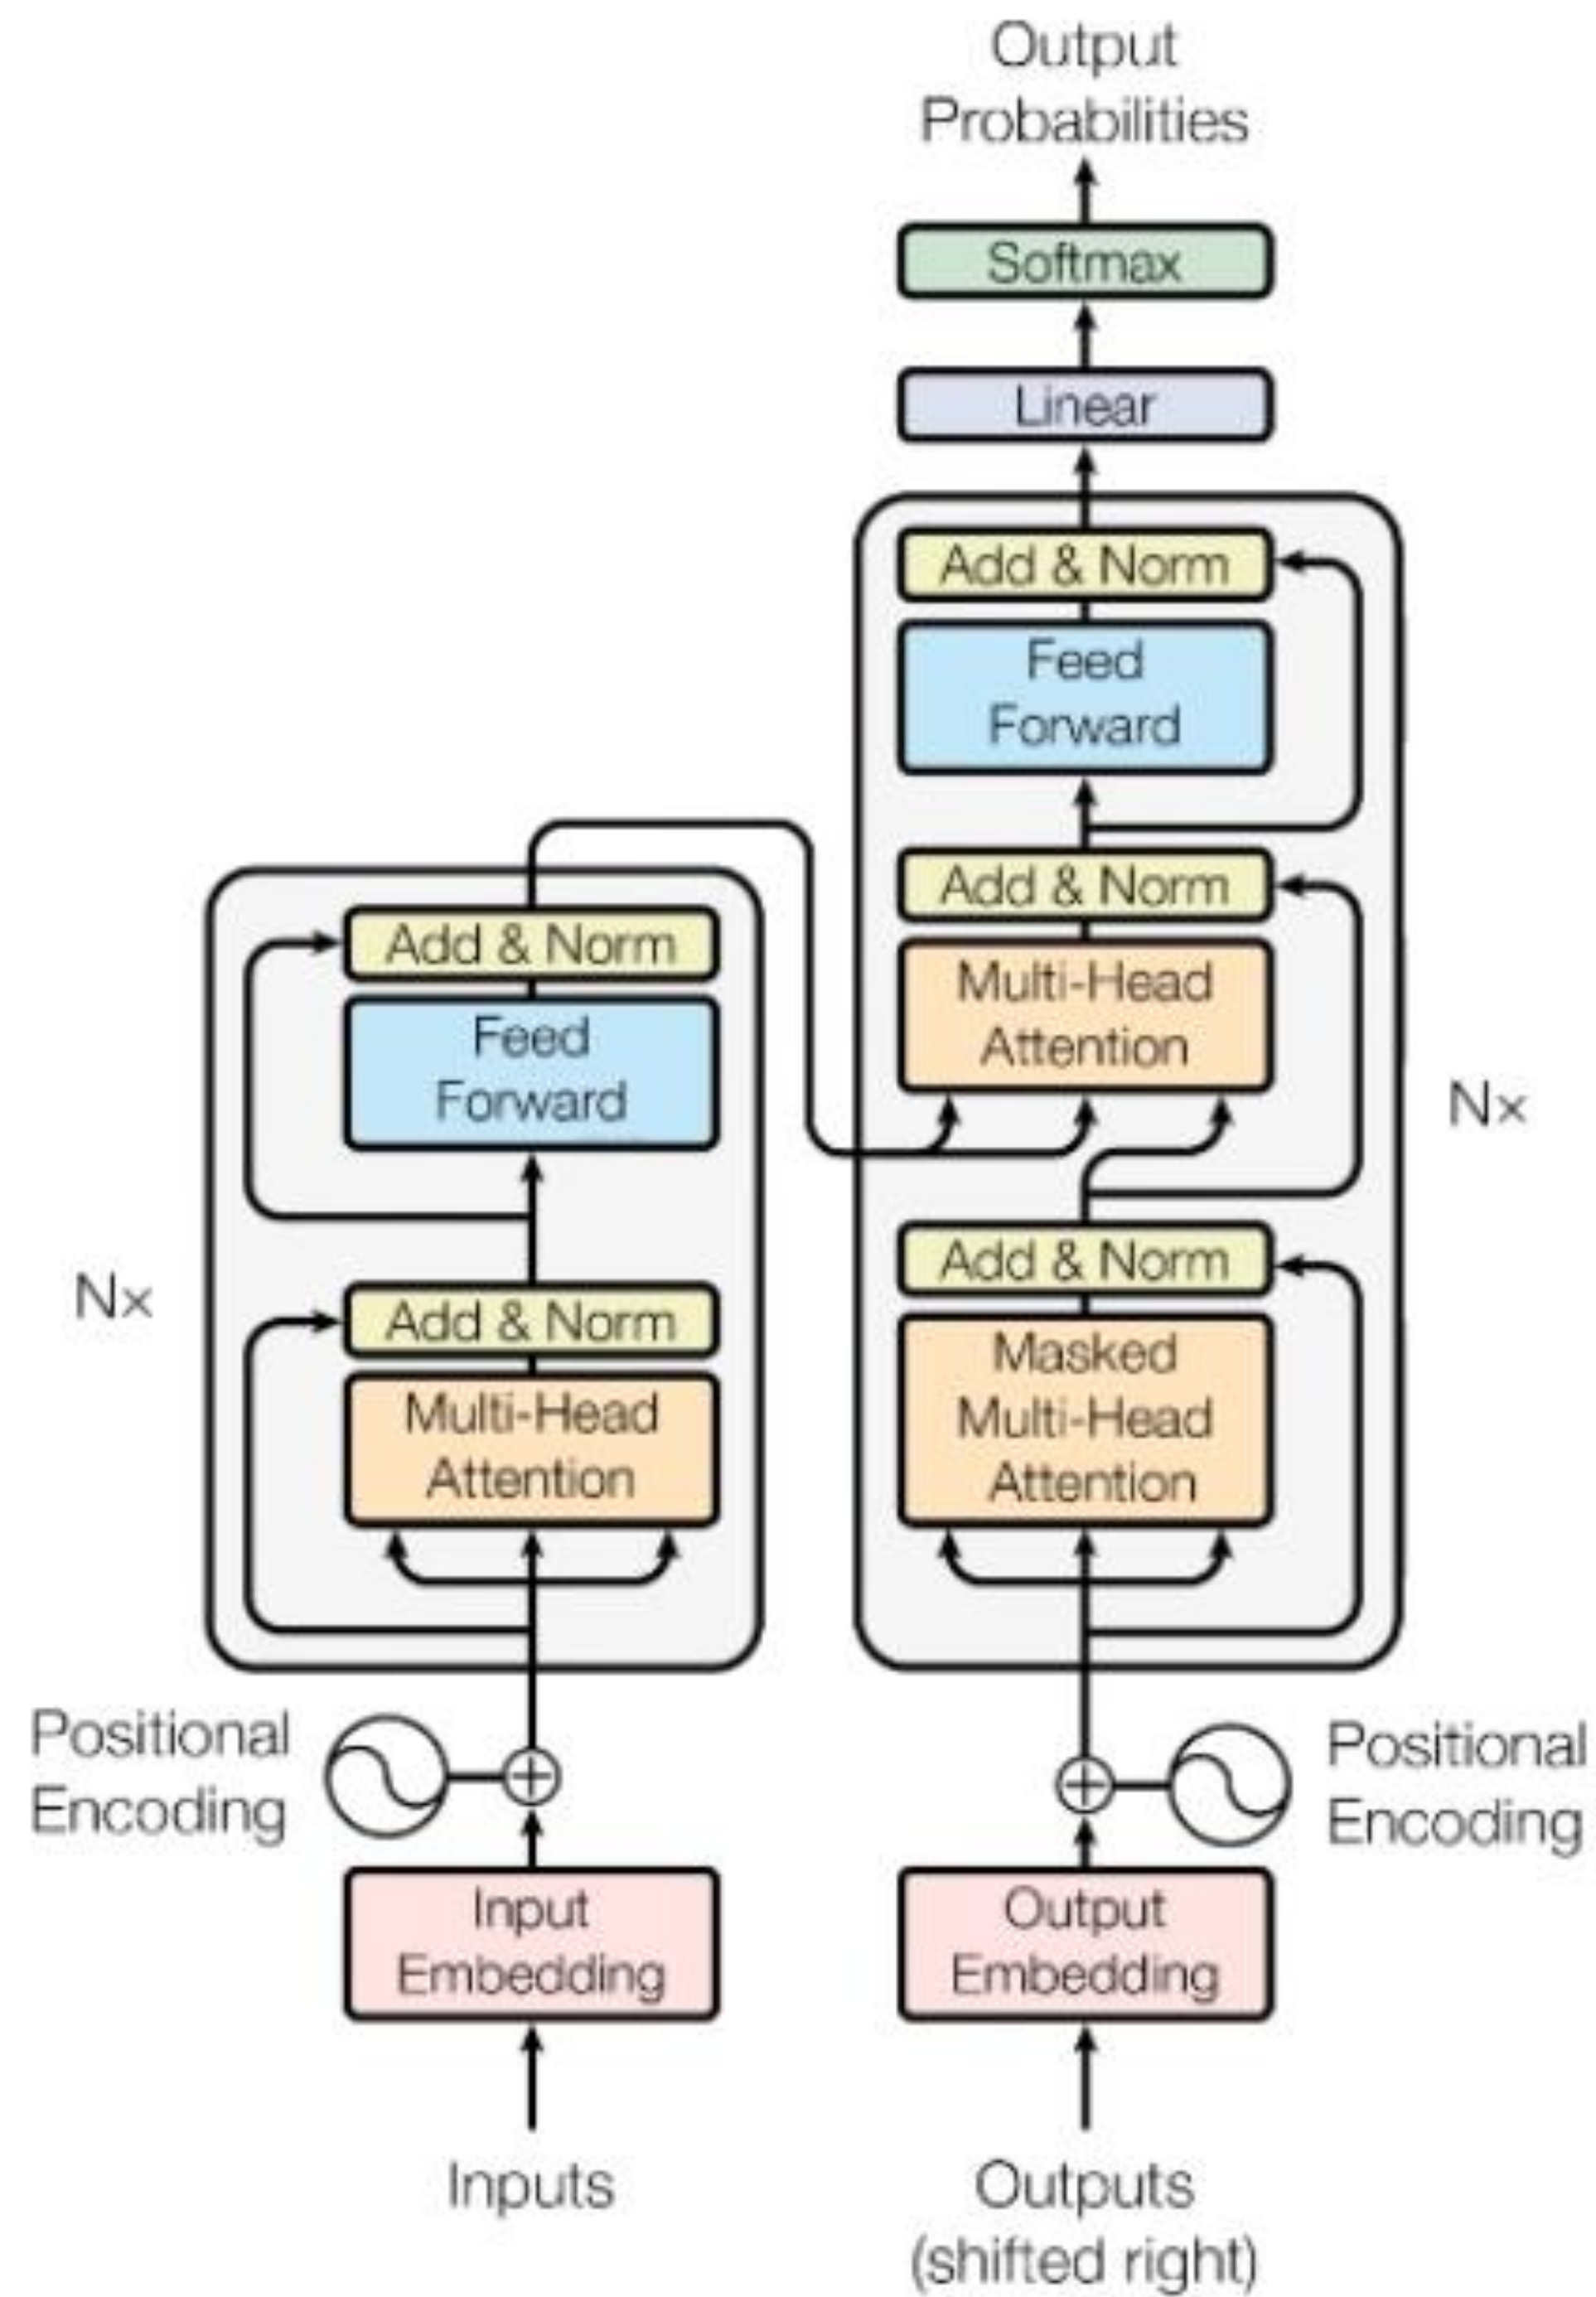 Output
Probabilities
Softmax
Linear
Add & Norm
Feed
Forward
Add & Norm
Multi-Head
Attention
Add & Norm
Masked
Multi-Head
Attention
Nx
Add & Norm
Feed
Forward
Add & Norm
Multi-Head
Attention
Nx
Positional
Encoding
Positional
Encoding
Input
Embedding
Output
Embedding
Inputs
Outputs
(shifted right)